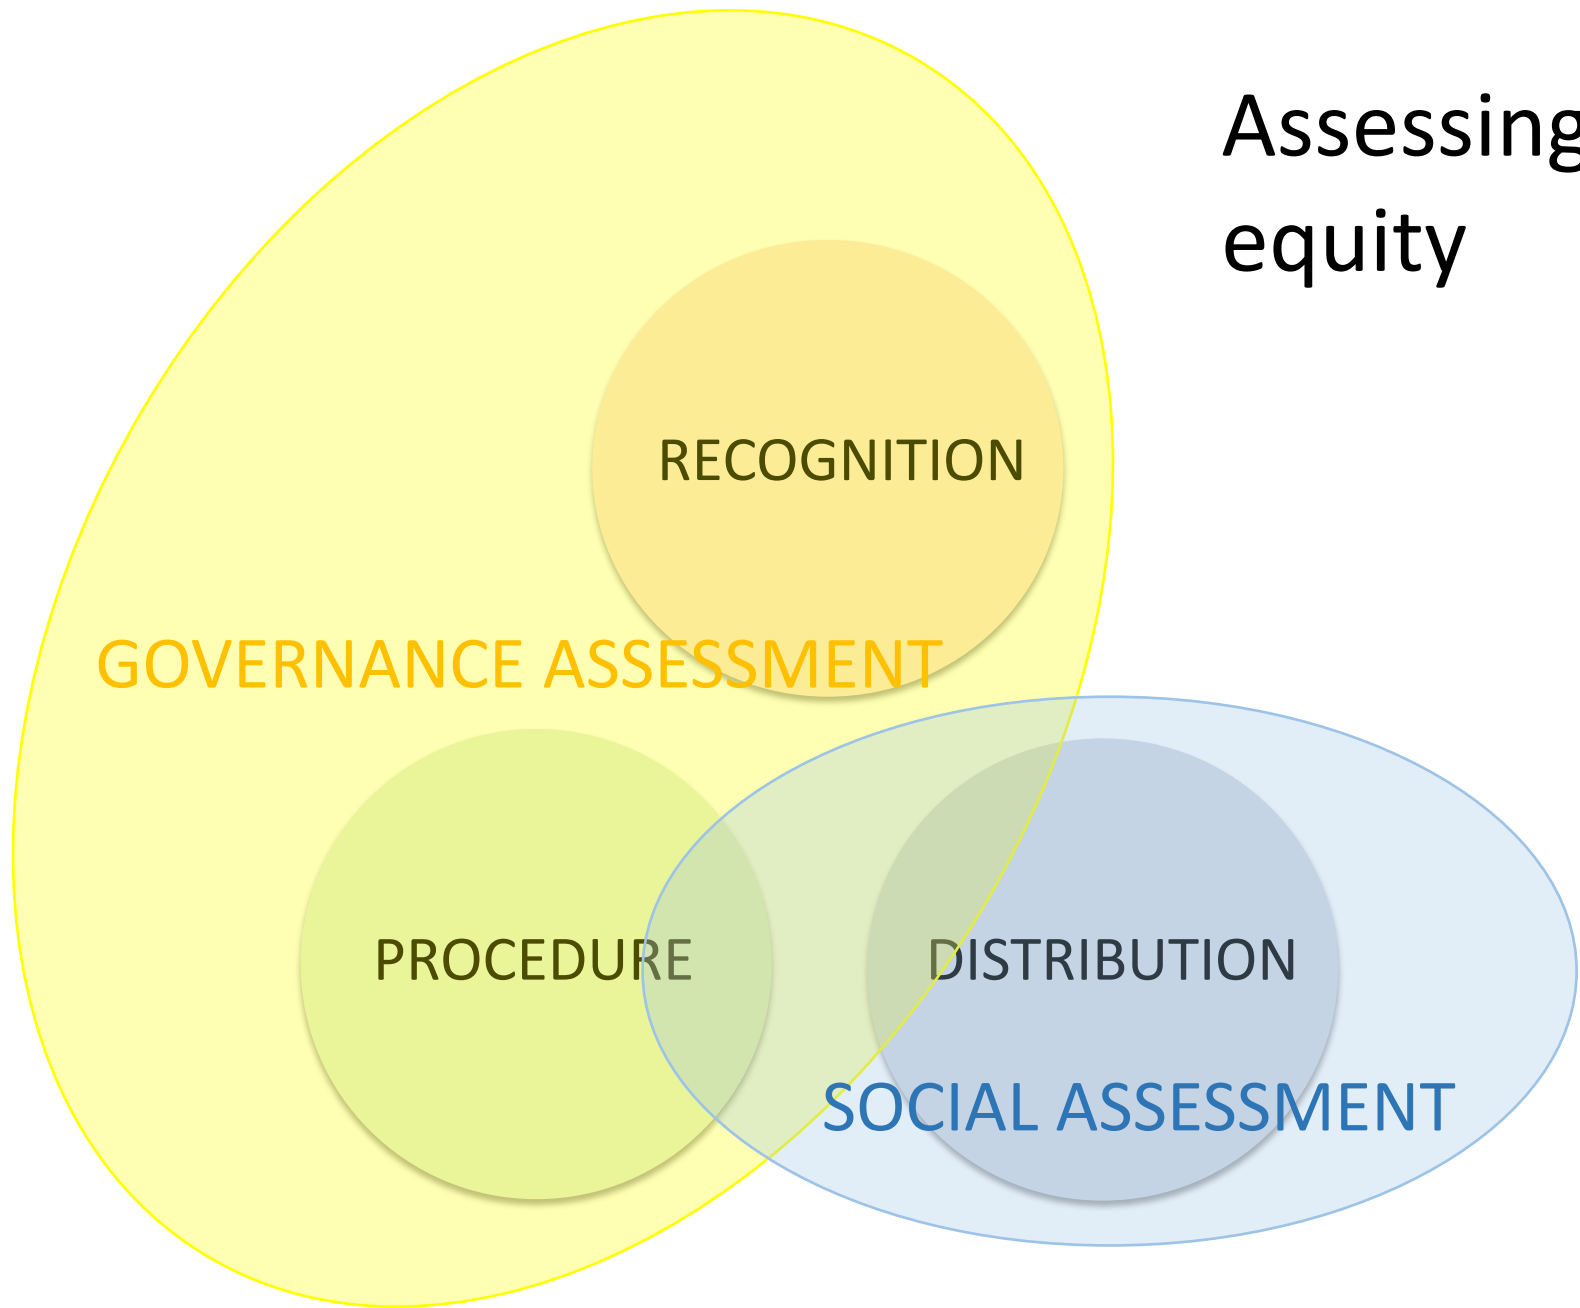 Assessing
equity
RECOGNITION
GOVERNANCE ASSESSMENT
PROCEDURE
DISTRIBUTION
SOCIAL ASSESSMENT